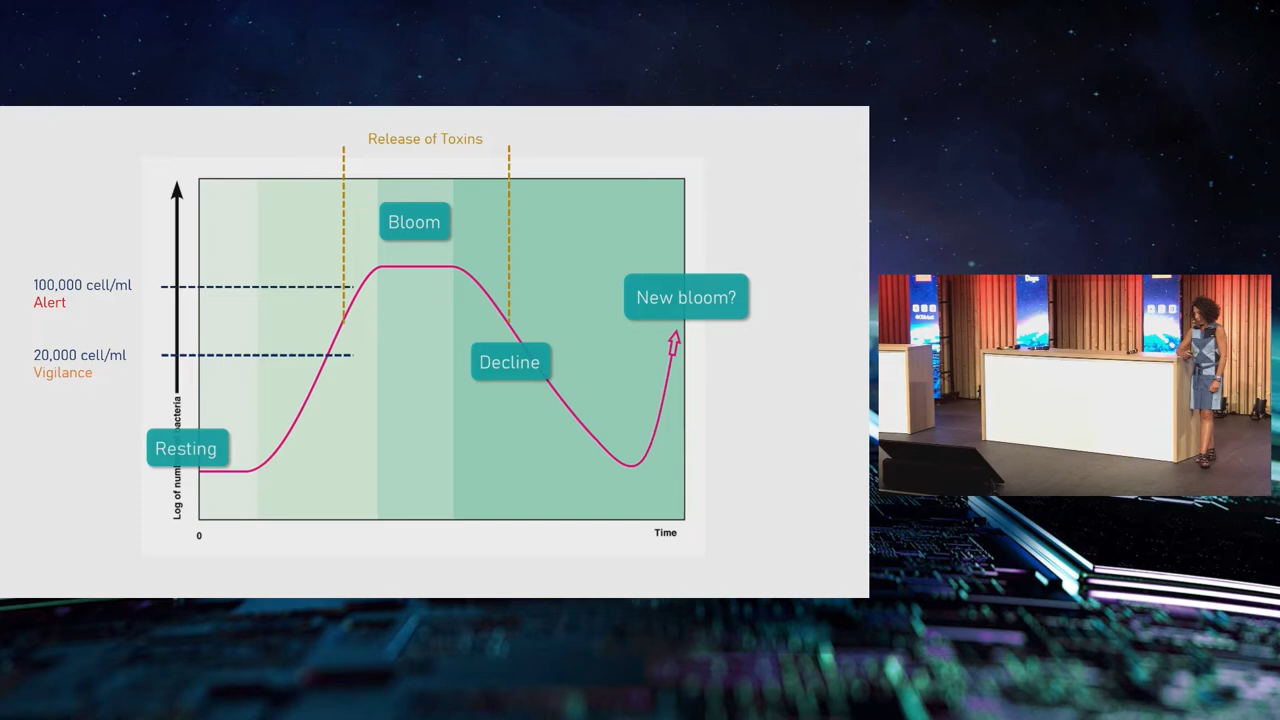 Release of Toxins
Bloom
100,000 cell/ml
Alert
New bloom?
20,000 cell/ml
Vigilance
Decline
Resting
0
Time
Days